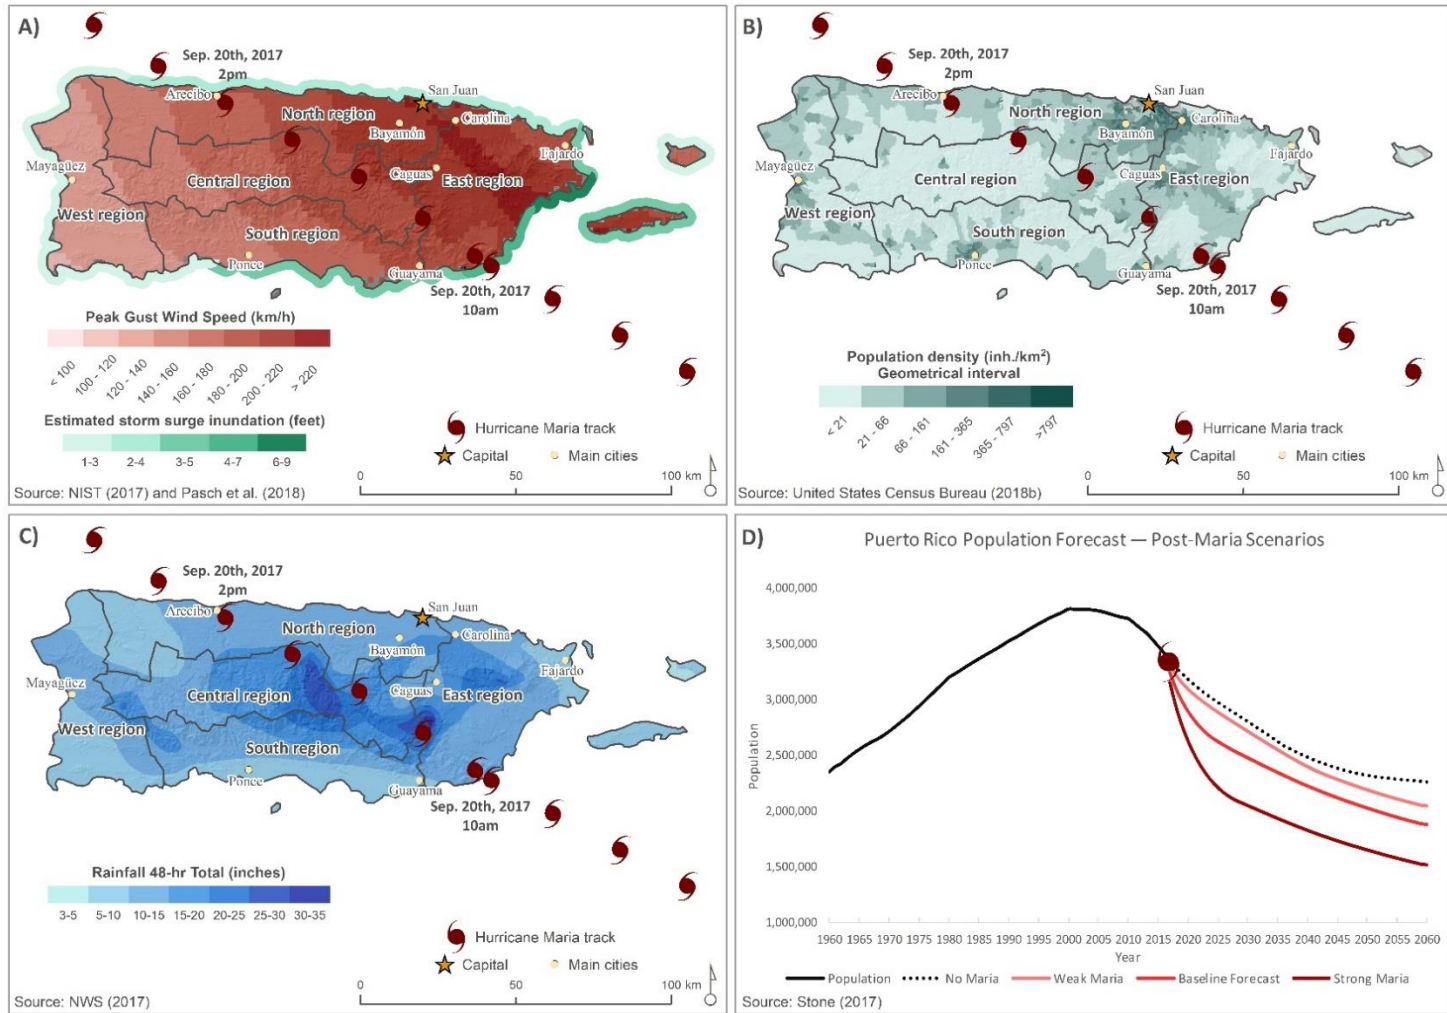 A)
Sep. 20th, 2017
2pm
Arecibo
San Juan
North region
Carolina
Bayamón
Fajardo
Mayagüez
Central region
Caguas
East region
West region
South region
Ponce
Guayama
Sep. 20th, 2017
10am
Peak Gust Wind Speed (km/h)
< 100
100 - 120
120 - 140
140 - 160
160 - 180
180 - 200
200 - 220
> 220
Estimated storm surge inundation (feet)
1-3 2-4 3-5 4-7 6-9
Hurricane Maria track
Capital Main cities
0 50 100 km
Source: NIST (2017) and Pasch et al. (2018)
B)
Sep. 20th, 2017
2pm
Arecibo
San Juan
North region
Carolina
Bayamón
Fajardo
Mayagüez
Central region
Caguas
East region
West region
South region
Ponce
Guayama
Sep. 20th, 2017
10am
Population density (inh./km²)
Geometrical interval
< 21
21 - 66
66 - 161
161 - 365
365 - 797
>797
Hurricane Maria track
Capital Main cities
0 50 100 km
Source: United States Census Bureau (2018b)
C)
Sep. 20th, 2017
2pm
Arecibo
San Juan
North region
Carolina
Bayamón
Fajardo
Mayagüez
Central region
Caguas
East region
West region
South region
Ponce
Guayama
Sep. 20th, 2017
10am
Rainfall 48-hr Total (inches)
3-5 5-10 10-15 15-20 20-25 25-30 30-35
Hurricane Maria track
Capital Main cities
0 50 100 km
Source: NWS (2017)
D)
Puerto Rico Population Forecast — Post-Maria Scenarios
4,000,000
3,500,000
3,000,000
2,500,000
2,000,000
1,500,000
1,000,000
Population
1960 1965 1970 1975 1980 1985 1990 1995 2000 2005 2010 2015 2020 2025 2030 2035 2040 2045 2050 2055 2060
Year
Population No Maria Weak Maria Baseline Forecast Strong Maria
Source: Stone (2017)